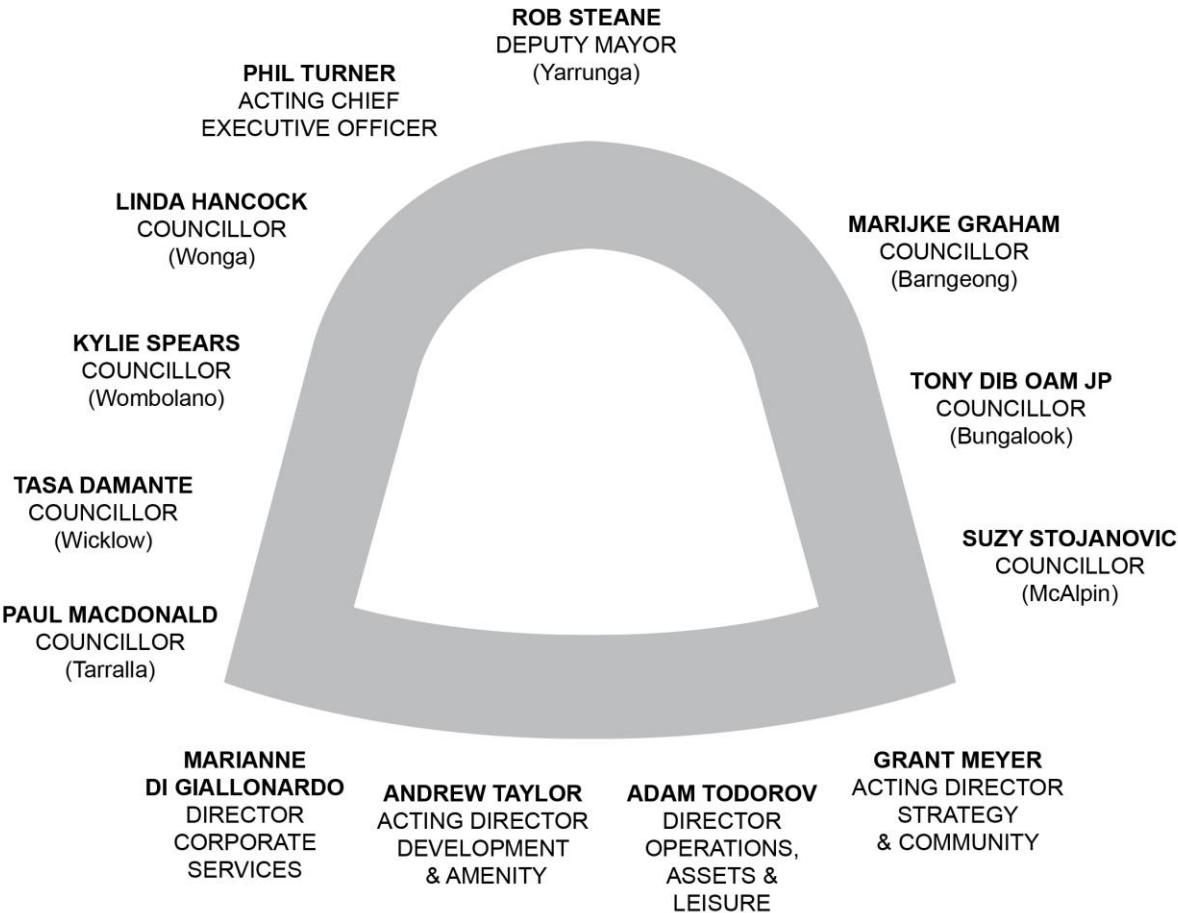 ROB STEANE
DEPUTY MAYOR
(Yarrunga)
PHIL TURNER
ACTING CHIEF
EXECUTIVE OFFICER
LINDA HANCOCK
COUNCILLOR
(Wonga)
MARIJKE GRAHAM
COUNCILLOR
(Barngeong)
KYLIE SPEARS
COUNCILLOR
(Wombolano)
TONY DIB OAM JP
COUNCILLOR
(Bungalook)
TASA DAMANTE
COUNCILLOR
(Wicklow)
SUZY STOJANOVIC
COUNCILLOR
(McAlpin)
PAUL MACDONALD
COUNCILLOR
(Tarralla)
MARIANNE
DI GIALLONARDO
DIRECTOR
CORPORATE
SERVICES
ANDREW TAYLOR
ACTING DIRECTOR
DEVELOPMENT
& AMENITY
ADAM TODOROV
DIRECTOR
OPERATIONS,
ASSETS &
LEISURE
GRANT MEYER
ACTING DIRECTOR
STRATEGY
& COMMUNITY